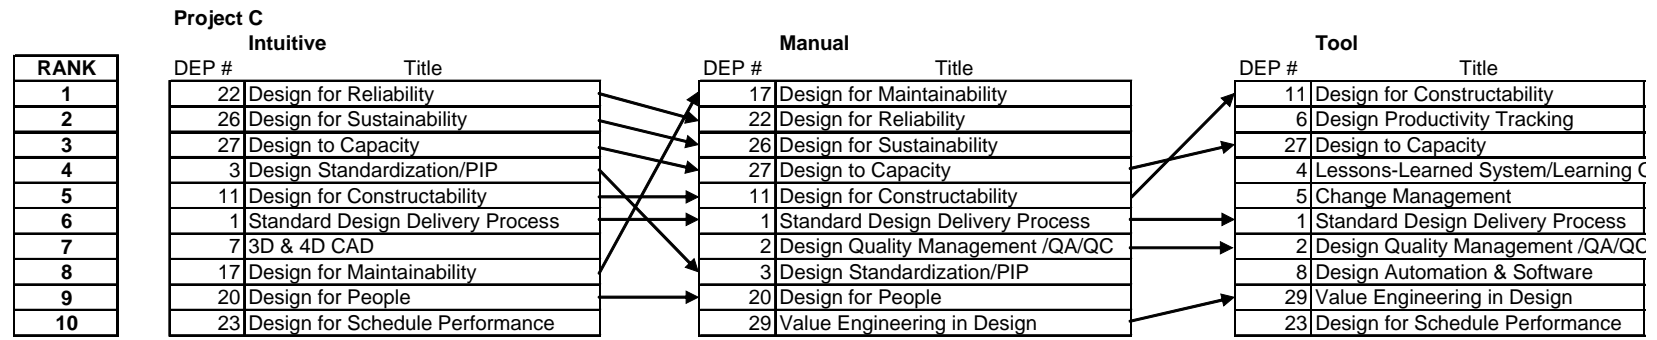 Project C
Intuitive Manual Tool
RANK DEP # Title DEP # Title DEP # Title
1 22 Design for Reliability 17 Design for Maintainability 11 Design for Constructability
2 26 Design for Sustainability 22 Design for Reliability 6 Design Productivity Tracking
3 27 Design to Capacity 26 Design for Sustainability 27 Design to Capacity
4 3 Design Standardization/PIP 27 Design to Capacity 4 Lessons-Learned System/Learning
5 11 Design for Constructability 11 Design for Constructability 5 Change Management
6 1 Standard Design Delivery Process 1 Standard Design Delivery Process 1 Standard Design Delivery Process
7 7 3D & 4D CAD 2 Design Quality Management /QA/QC 2 Design Quality Management /QA/QC
8 17 Design for Maintainability 3 Design Standardization/PIP 8 Design Automation & Software
9 20 Design for People 20 Design for People 29 Value Engineering in Design
10 23 Design for Schedule Performance 29 Value Engineering in Design 23 Design for Schedule Performance